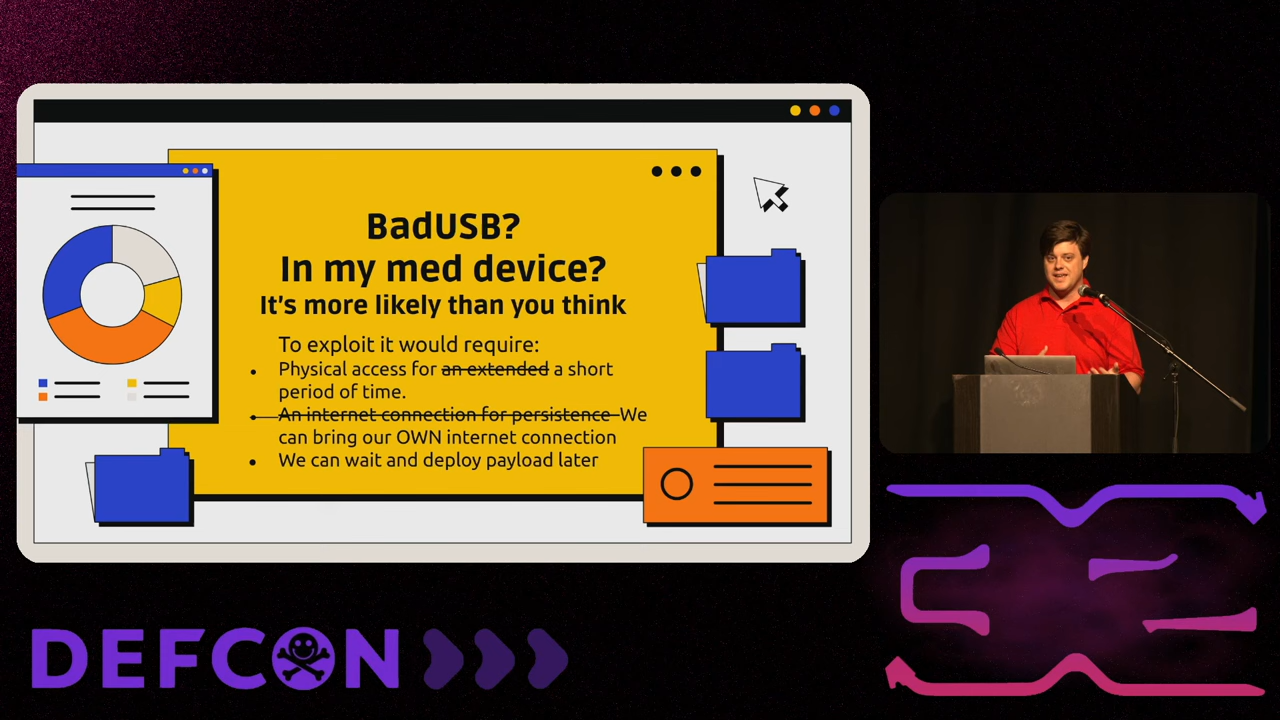 BadUSB?
In my med device?
It's more likely than you think
To exploit it would require:
• Physical access for an extended a short
period of time.
• An internet connection for persistence We
can bring our OWN internet connection
• We can wait and deploy payload later
DEFCON